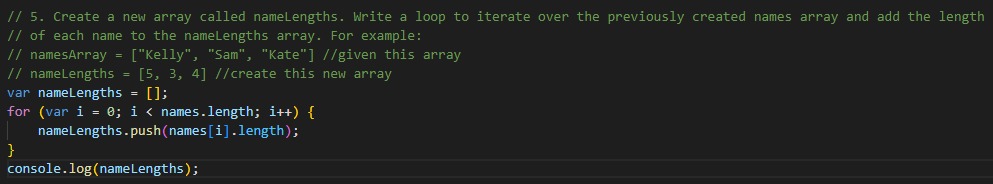 // 5. Create a new array called nameLengths. Write a loop to iterate over the previously created names array and add the length
// of each name to the nameLengths array. For example:
// namesArray = ["Kelly", "Sam", "Kate"] //given this array
// nameLengths = [5, 3, 4] //create this new array
var nameLengths = [];
for (var i = 0; i < names.length; i++) {
    nameLengths.push(names[i].length);
}
console.log(nameLengths);